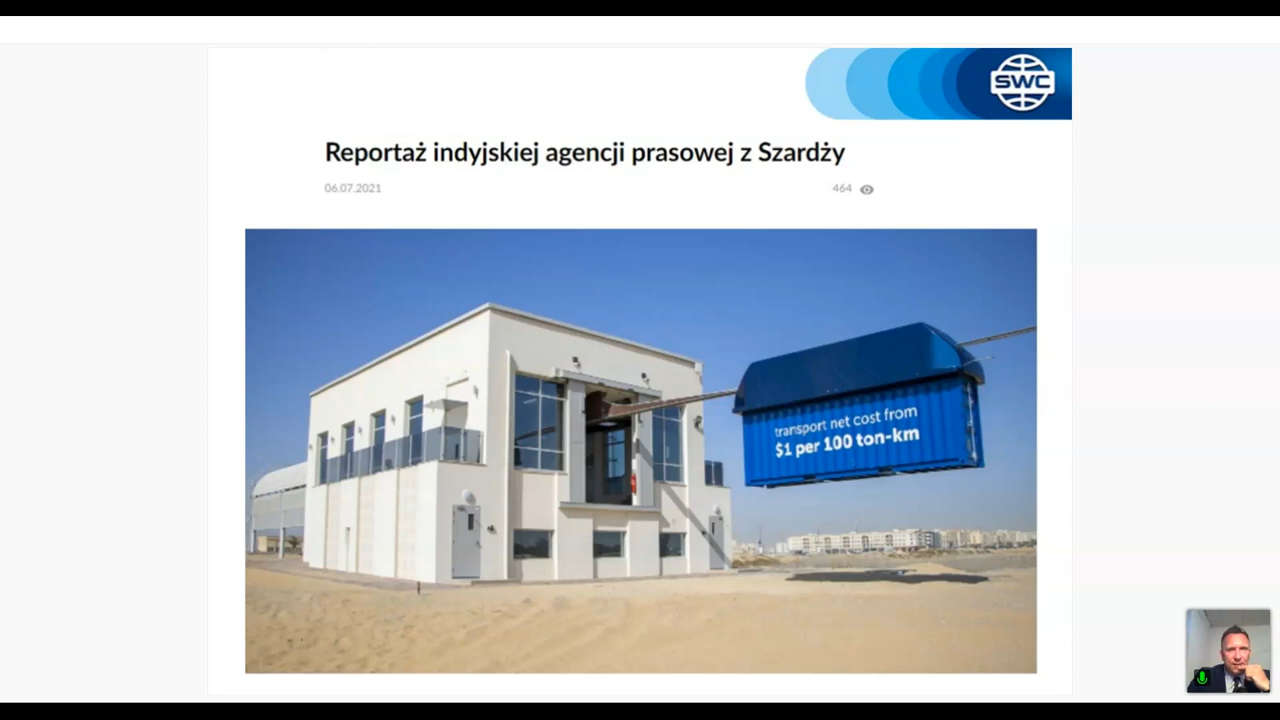 SWC
Reportaż indyjskiej agencji prasowej z Szardży
06.07.2021 464
transport net cost from
$1 per 100 ton-km